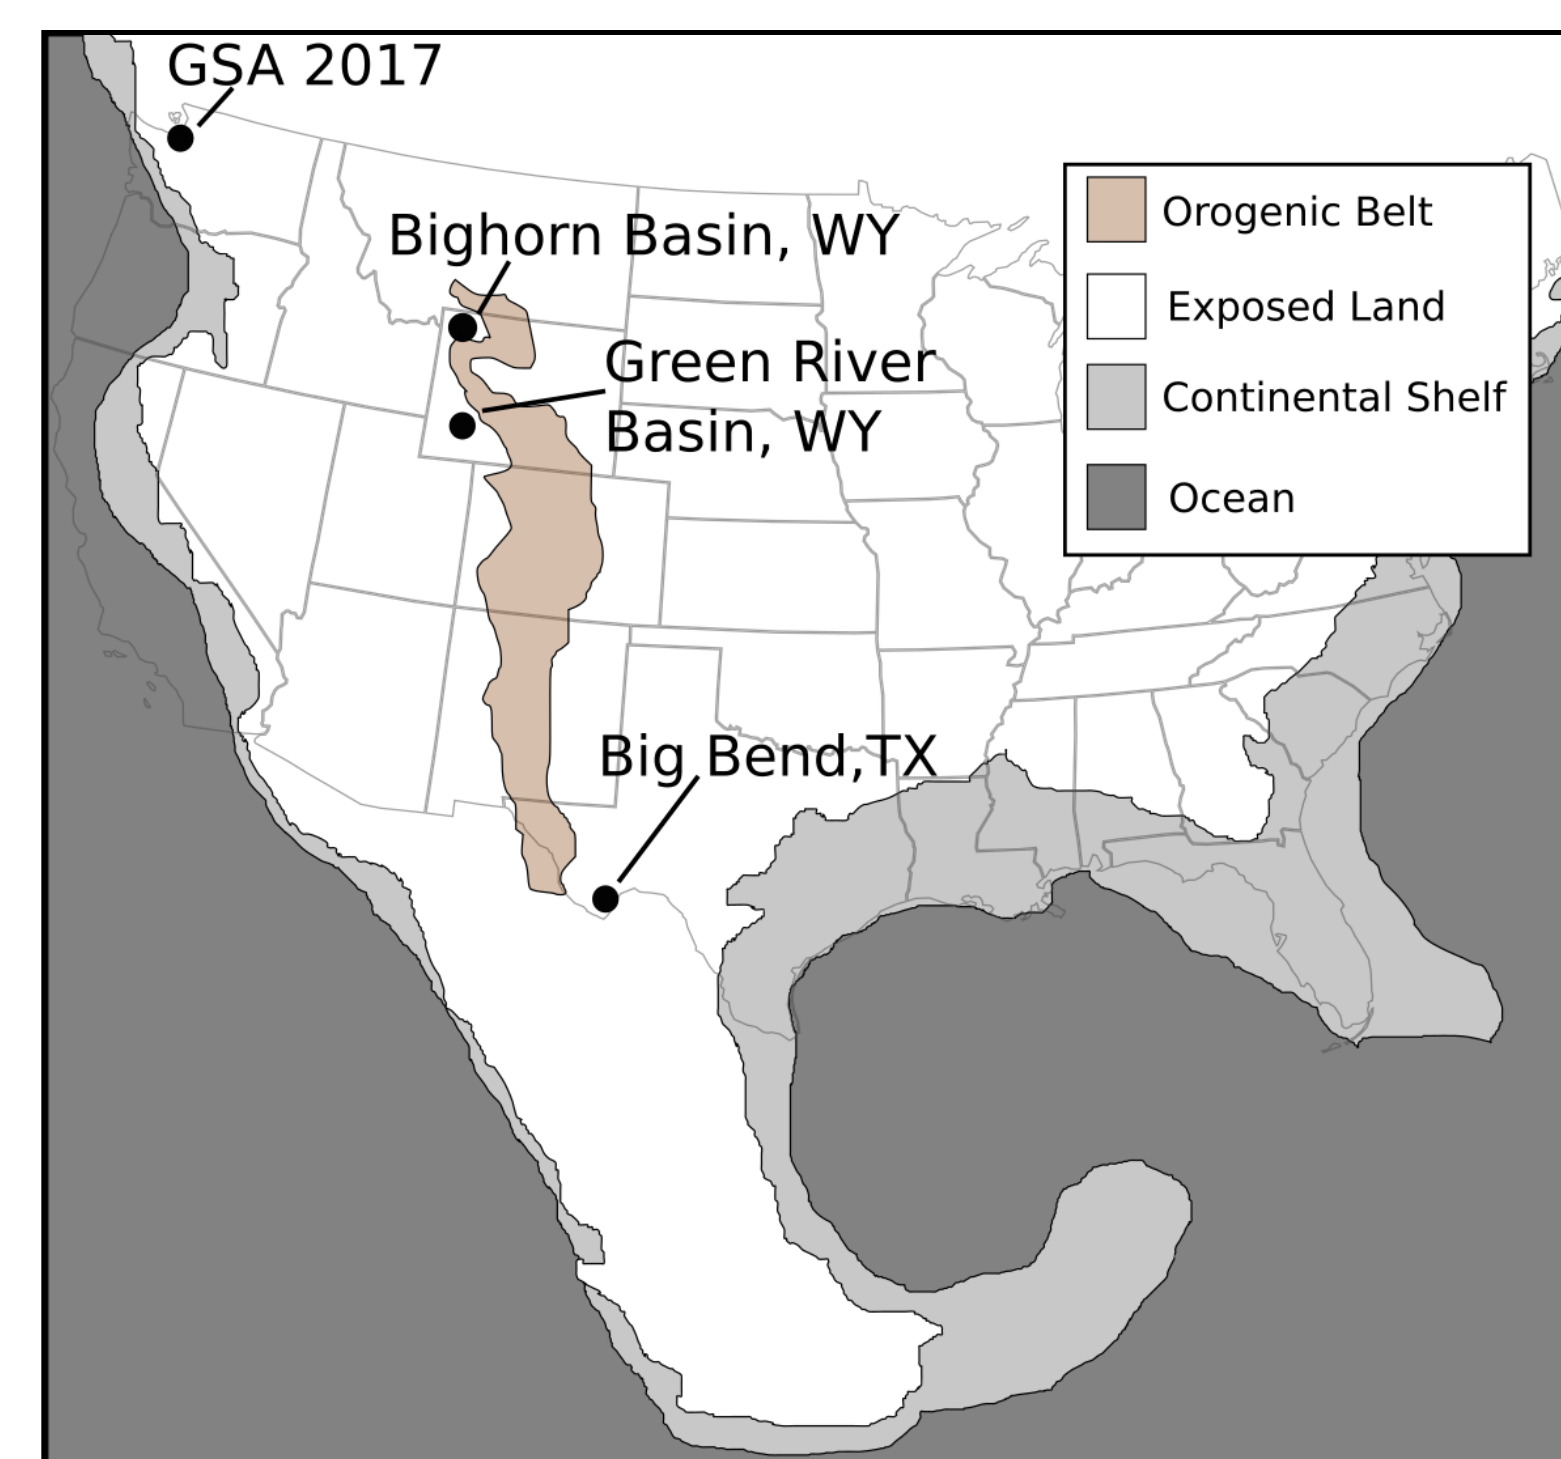 GSA 2017
Bighorn Basin, WY
Green River
Basin, WY
Big Bend,TX
Orogenic Belt
Exposed Land
Continental Shelf
Ocean